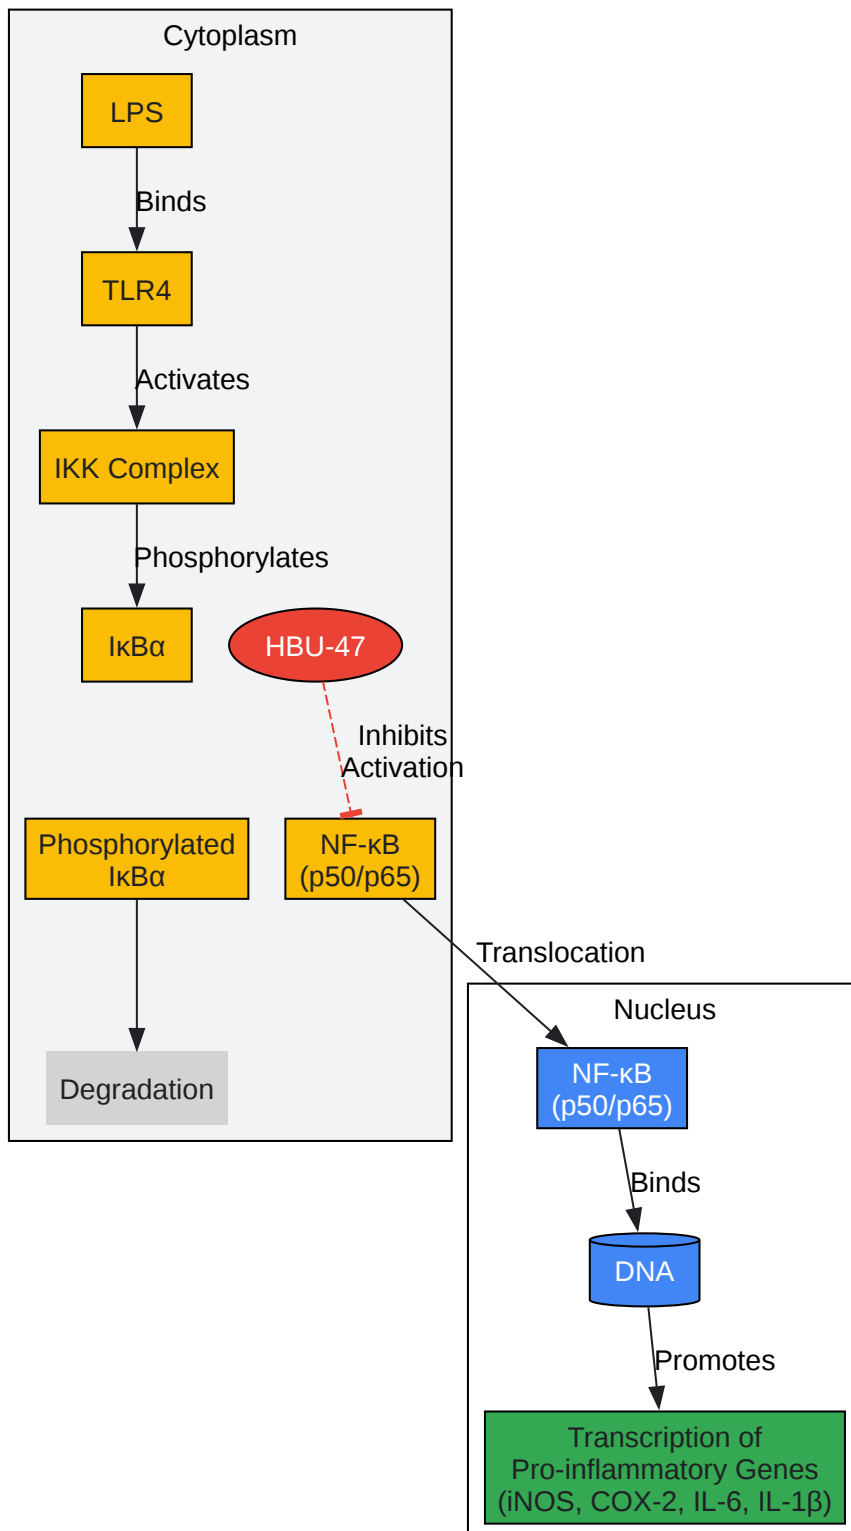 Cytoplasm
LPS
Binds
TLR4
Activates
IKK Complex
Phosphorylates
IκBα
HBU-47
Inhibits
Activation
Phosphorylated
IκBα
NF-κB
(p50/p65)
Translocation
Degradation
Nucleus
NF-κB
(p50/p65)
Binds
DNA
Promotes
Transcription of
Pro-inflammatory Genes
(iNOS, COX-2, IL-6, IL-1β)